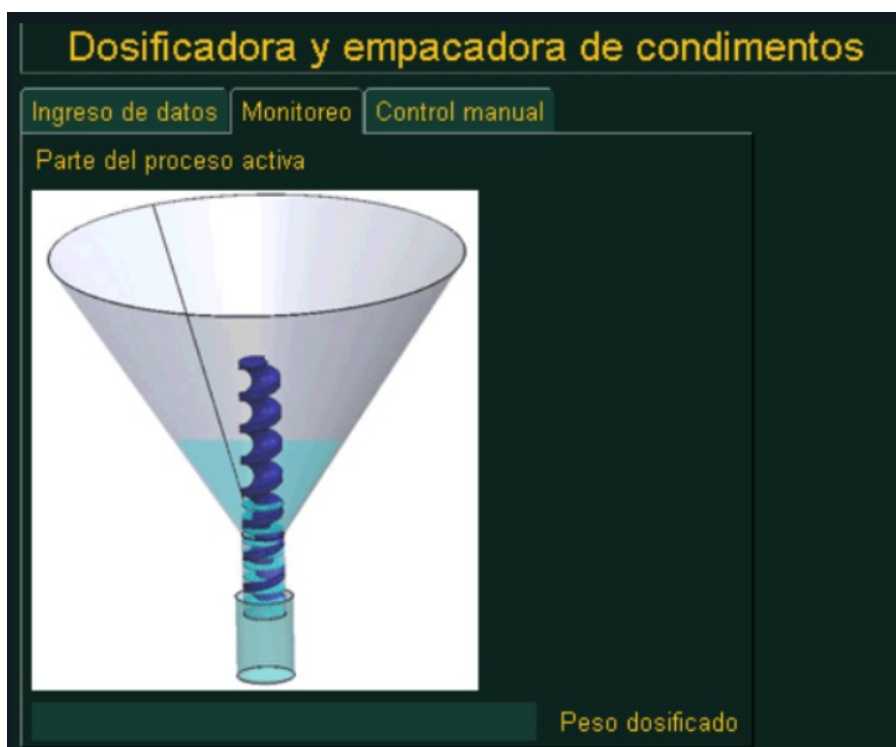 Dosificadora y empacadora de condimentos
Ingreso de datos Monitoreo Control manual
Parte del proceso activa
Peso dosificado